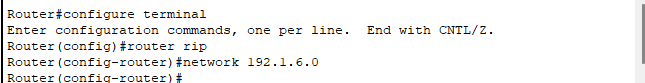 Router#configure terminal
Enter configuration commands, one per line.  End with CNTL/Z.
Router(config)#router rip
Router(config-router)#network 192.1.6.0
Router(config-router)#